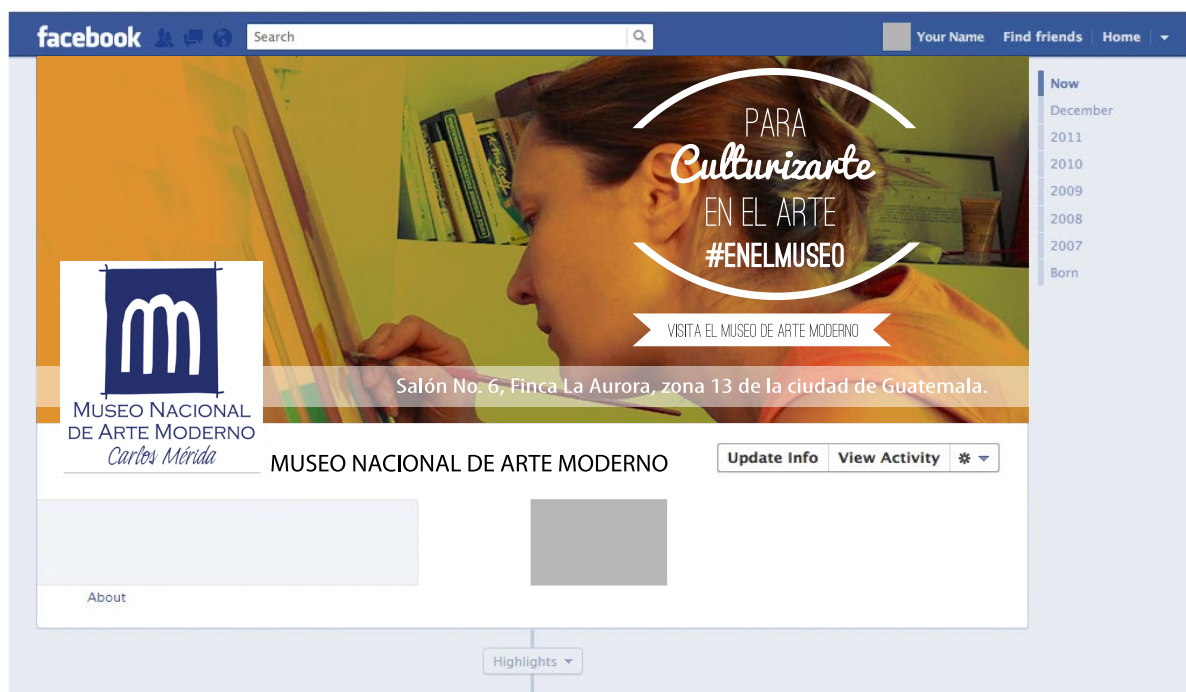 facebook
Search
Your Name
Find friends
Home
Now
December
2011
2010
2009
2008
2007
Born
PARA
Culturizarte
EN EL ARTE
#ENELMUSEO
VISITA EL MUSEO DE ARTE MODERNO
Salón No. 6, Finca La Aurora, zona 13 de la ciudad de Guatemala.
m
MUSEO NACIONAL
DE ARTE MODERNO
Carlos Mérida
MUSEO NACIONAL DE ARTE MODERNO
Update Info
View Activity
About
Highlights